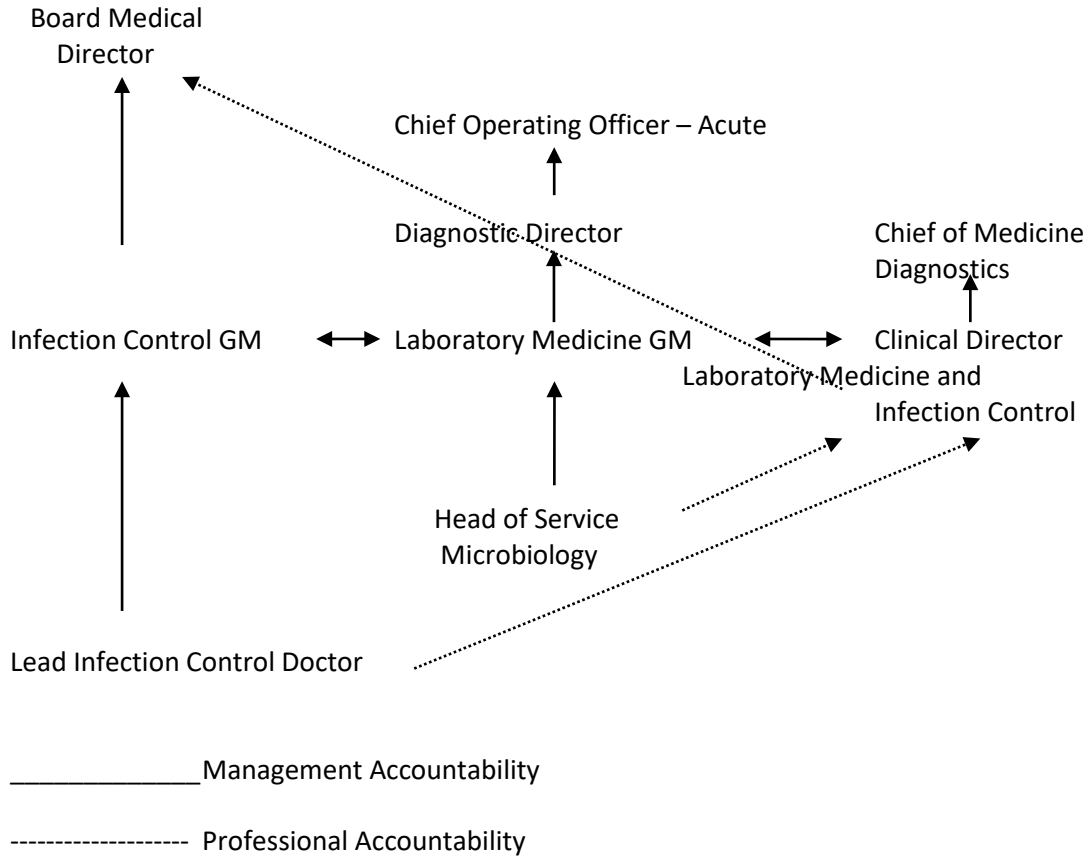 Board Medical
Director
Chief Operating Officer – Acute
Diagnostic Director
Chief of Medicine
Diagnostics
Infection Control GM
Laboratory Medicine GM
Clinical Director
Laboratory Medicine and
Infection Control
Head of Service
Microbiology
Lead Infection Control Doctor
_____________ Management Accountability
------------------- Professional Accountability